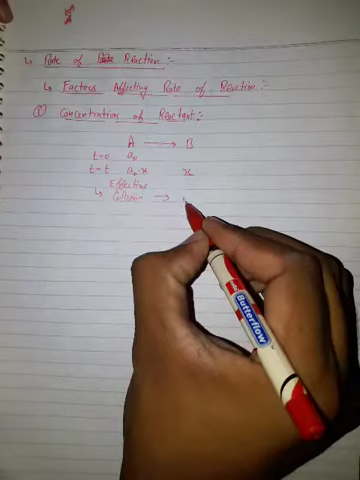 ↳ Rate of Reaction :-
↳ Factors Affecting Rate of Reaction :-
① Concentration of Reactant :-
A → B
t=0 a₀
t=t a₀-x x
↳ Effective Collision →
Butterflow